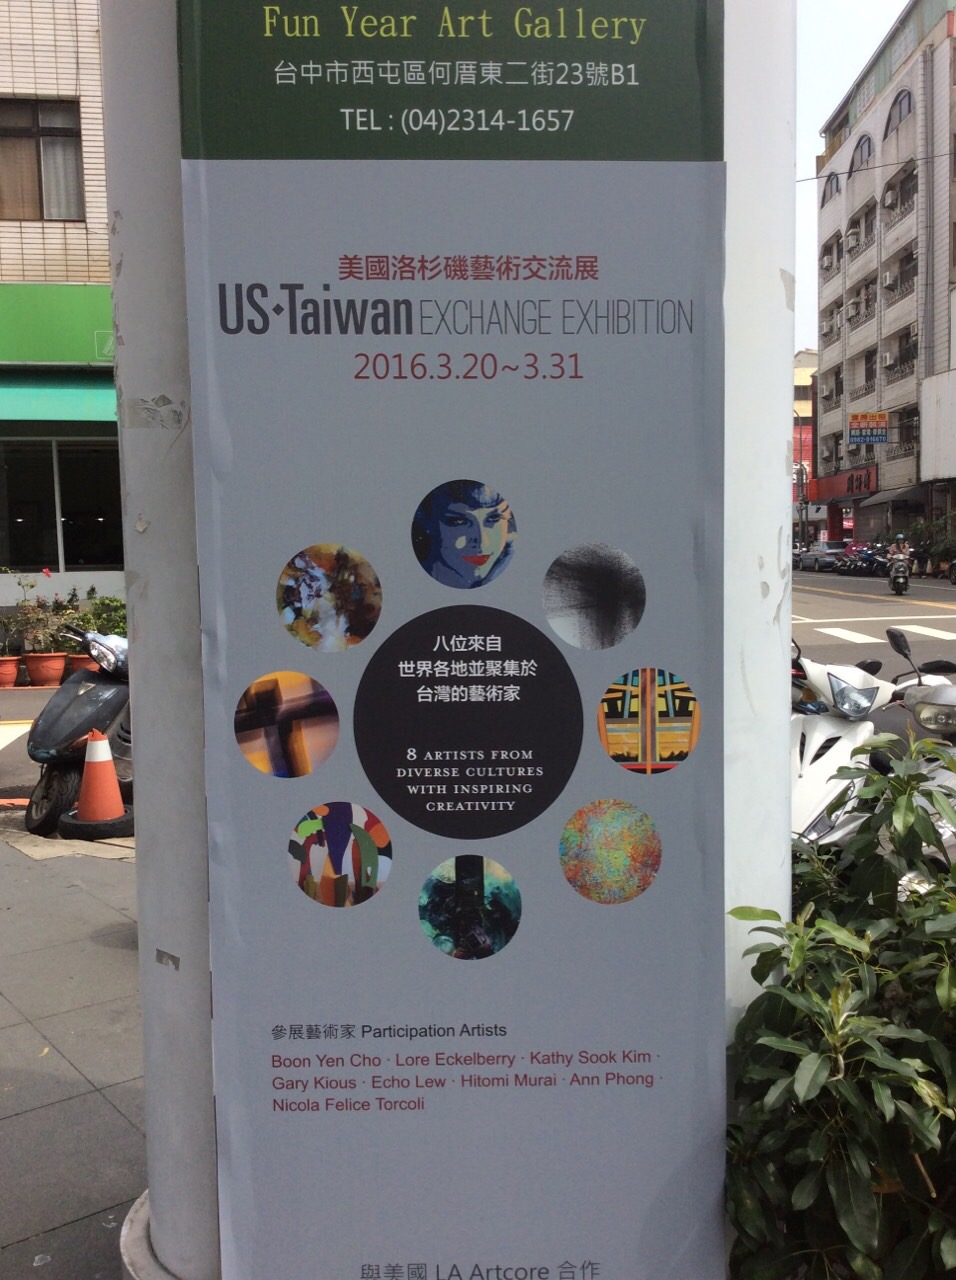 Fun Year Art Gallery
台中市西屯區何厝東二街23號B1
TEL : (04)2314-1657
美國洛杉磯藝術交流展
US·Taiwan EXCHANGE EXHIBITION
2016.3.20~3.31
八位來自
世界各地並聚集於
台灣的藝術家
8 ARTISTS FROM
DIVERSE CULTURES
WITH INSPIRING
CREATIVITY
參展藝術家 Participation Artists
Boon Yen Cho · Lore Eckelberry · Kathy Sook Kim ·
Gary Kious · Echo Lew · Hitomi Murai · Ann Phong ·
Nicola Felice Torcoli
與美國 LA Artcore 合作